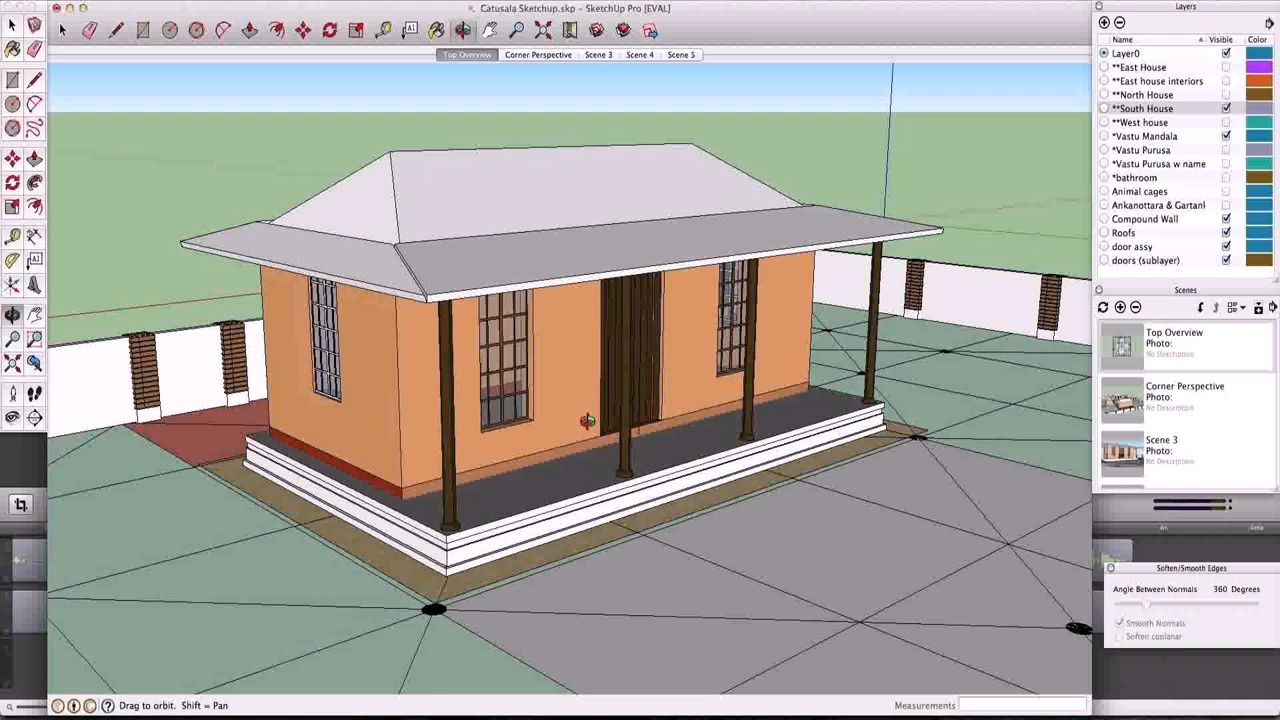 Catusala Sketchup.skp - SketchUp Pro [EVAL]
Top Overview
Corner Perspective
Scene 3
Scene 4
Scene 5
Layers
Name Visible Color
Layer0
**East House
**East house interiors
**North House
**South House
**West house
*Vastu Mandala
*Vastu Purusa
*Vastu Purusa w name
*bathroom
Animal cages
Ankanottara & Gartanl
Compound Wall
Roofs
door assy
doors (sublayer)
Scenes
Top Overview
Photo:
No Description
Corner Perspective
Photo:
No Description
Scene 3
Photo:
No Description
Soften/Smooth Edges
Angle Between Normals 360 Degrees
Smooth Normals
Soften coplanar
Drag to orbit. Shift = Pan
Measurements